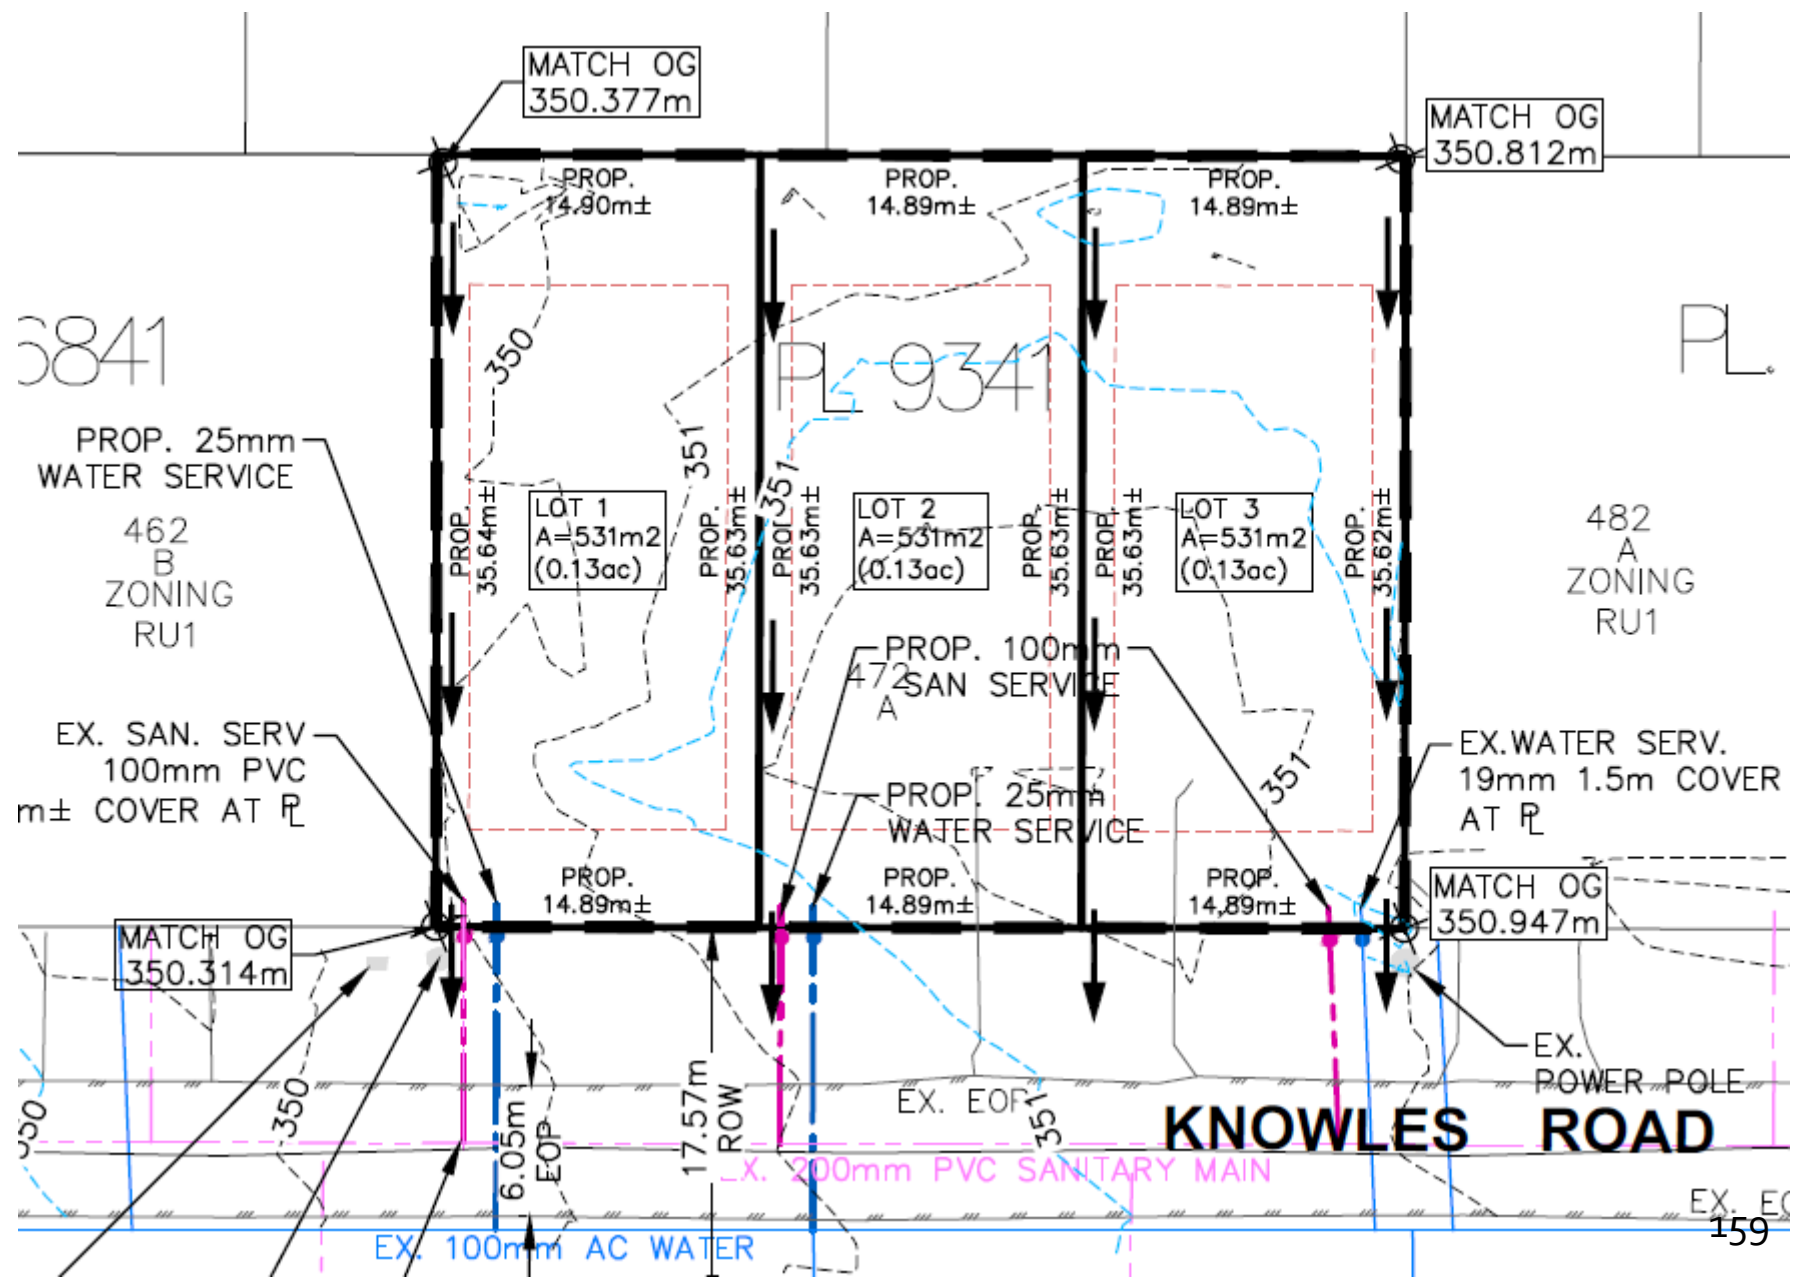 MATCH OG
350.377m
MATCH OG
350.812m
PROP.
14.90m±
PROP.
14.89m±
PROP.
14.89m±
6841
PL 9341
PL.
350
351
351
PROP. 25mm
WATER SERVICE
462
B
ZONING
RU1
PROP.
35.64m±
LOT 1
A=531m2
(0.13ac)
PROP.
35.63m±
PROP.
35.63m±
LOT 2
A=531m2
(0.13ac)
PROP.
35.63m±
PROP.
35.63m±
LOT 3
A=531m2
(0.13ac)
PROP.
35.62m±
482
A
ZONING
RU1
PROP. 100mm
SAN SERVICE
472
A
EX. SAN. SERV
100mm PVC
m± COVER AT PL
PROP. 25mm
WATER SERVICE
351
EX.WATER SERV.
19mm 1.5m COVER
AT PL
PROP.
14.89m±
PROP.
14.89m±
PROP.
14.89m±
MATCH OG
350.947m
MATCH OG
350.314m
EX.
POWER POLE
350
350
6.05m
EOP
17.57m
ROW
EX. EOP
351
KNOWLES ROAD
EX. 200mm PVC SANITARY MAIN
EX. 100mm AC WATER
EX. EO
159